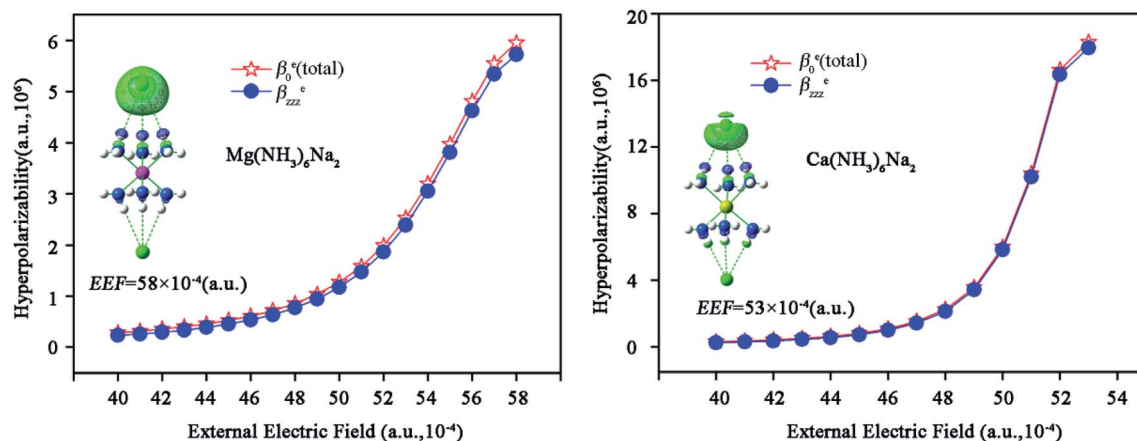 Hyperpolarizability(a.u.,10⁶)
6
5
4
3
2
1
0
β₀ᵉ(total)
βzzzᵉ
Mg(NH₃)₆Na₂
EEF=58×10⁻⁴(a.u.)
40 42 44 46 48 50 52 54 56 58
External Electric Field (a.u.,10⁻⁴)
Hyperpolarizability(a.u.,10⁶)
20
16
12
8
4
0
β₀ᵉ(total)
βzzzᵉ
Ca(NH₃)₆Na₂
EEF=53×10⁻⁴(a.u.)
40 42 44 46 48 50 52 54
External Electric Field (a.u.,10⁻⁴)